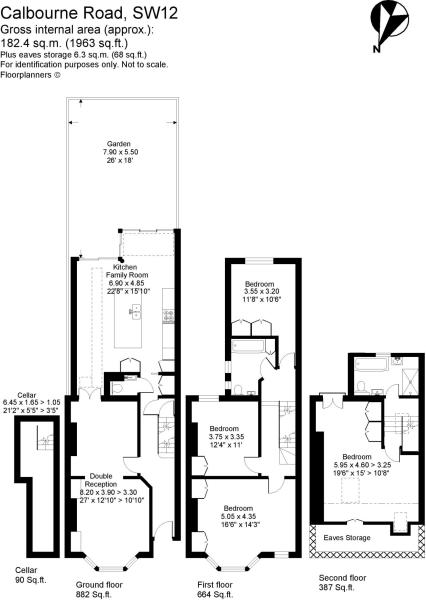 Calbourne Road, SW12
Gross internal area (approx.):
182.4 sq.m. (1963 sq.ft.)
Plus eaves storage 6.3 sq.m. (68 sq.ft.)
For identification purposes only. Not to scale.
Floorplanners ©
N
Garden
7.90 x 5.50
26' x 18'
Kitchen
Family Room
6.90 x 4.85
22'8" x 15'10"
Bedroom
3.55 x 3.20
11'8" x 10'6"
Cellar
6.45 x 1.65 > 1.05
21'2" x 5'5" > 3'5"
Bedroom
3.75 x 3.35
12'4" x 11'
Bedroom
5.95 x 4.60 > 3.25
19'6" x 15' > 10'8"
Double
Reception
8.20 x 3.90 > 3.30
27' x 12'10" > 10'10"
Bedroom
5.05 x 4.35
16'6" x 14'3"
Eaves Storage
Cellar
90 Sq.ft.
Ground floor
882 Sq.ft.
First floor
664 Sq.ft.
Second floor
387 Sq.ft.